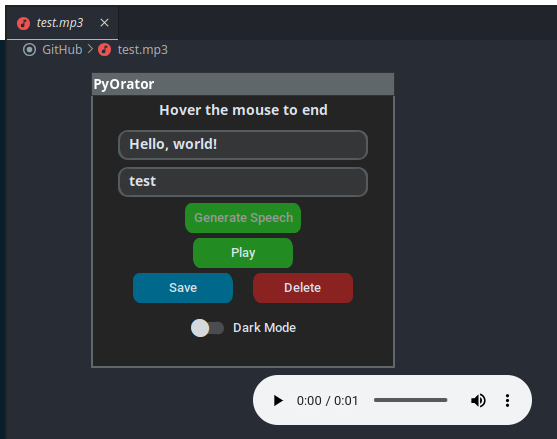 test.mp3
GitHub > test.mp3
PyOrator
Hover the mouse to end
Hello, world!
test
Generate Speech
Play
Save Delete
Dark Mode
0:00 / 0:01